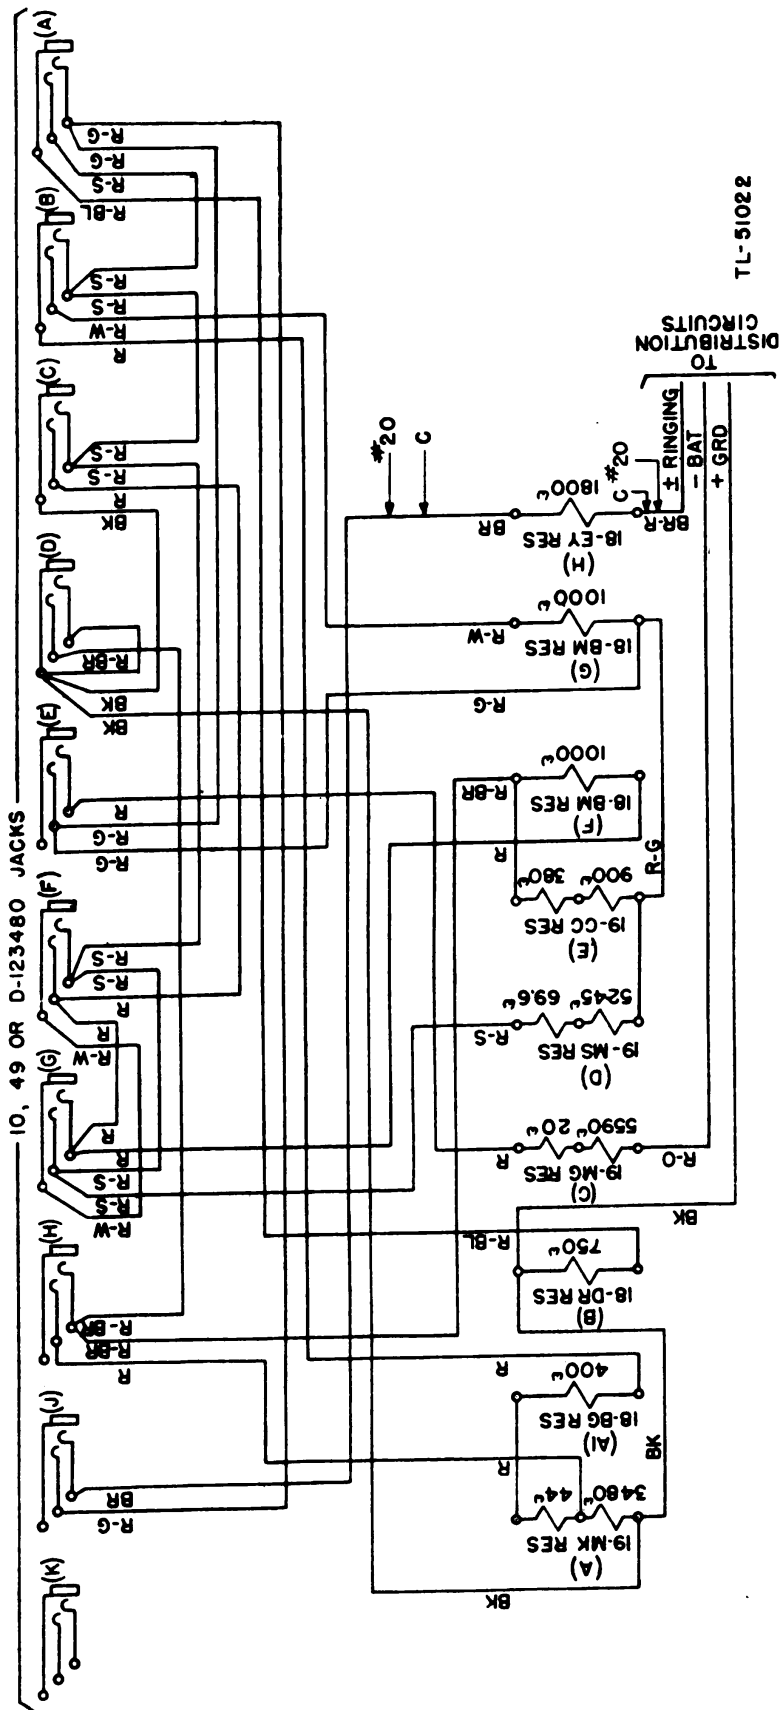 10, 49 OR D-123480 JACKS
(K)
(J)
(H)
(G)
(F)
(E)
(D)
(C)
(B)
(A)
R-G
BR
R
R-BR
R-BR
R-W
R-S
R-S
R
R
R-W
R
R-S
R-S
R-G
R-G
R
BK
BK
R-BR
BK
R
R-S
R-S
R
R-W
R-S
R-S
R-BL
R-S
R-G
R-G
#20
C
BK
R
R
R-BL
R
R-S
R
R-BR
R-G
R-W
BR
44ω
3480ω
19-MK RES
(A)
400ω
18-BG RES
(A1)
BK
750ω
18-DR RES
(B)
BK
20ω
5590ω
19-MG RES
(C)
R-O
69.6ω
5245ω
19-MS RES
(D)
380ω
900ω
19-CC RES
(E)
R-G
1000ω
18-BM RES
(F)
1000ω
18-BM RES
(G)
1800ω
18-EY RES
(H)
C #20
BR-R
± RINGING
- BAT
+ GRD
TO
DISTRIBUTION
CIRCUITS
TL-51022